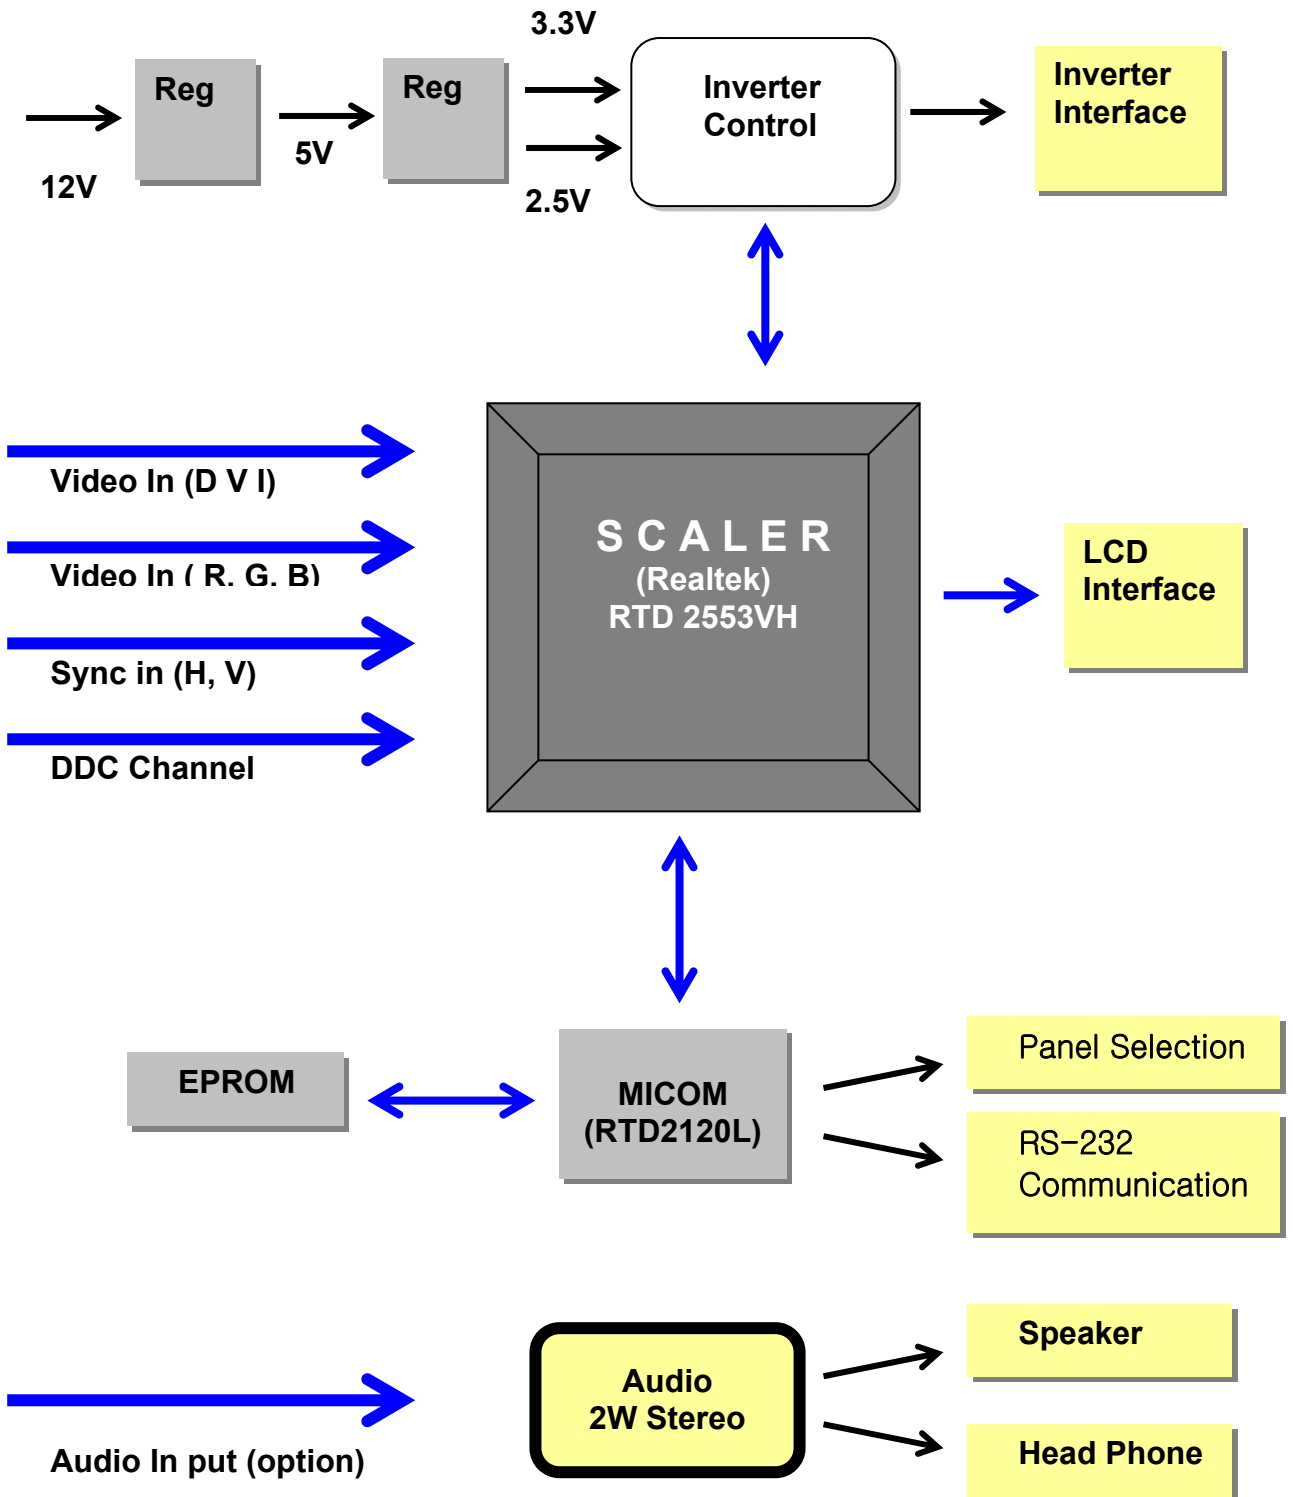 3.3V
Reg
Reg
Inverter
Control
Inverter
Interface
5V
12V
2.5V
Video In (D V I)
Video In ( R. G. B)
Sync in (H, V)
DDC Channel
S C A L E R
(Realtek)
RTD 2553VH
LCD
Interface
EPROM
MICOM
(RTD2120L)
Panel Selection
RS-232
Communication
Audio
2W Stereo
Speaker
Head Phone
Audio In put (option)